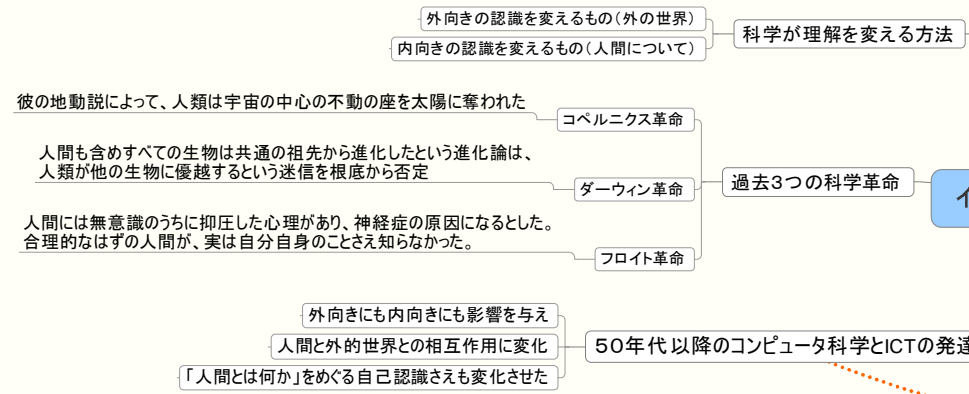 外向きの認識を変えるもの（外の世界）
内向きの認識を変えるもの（人間について）
科学が理解を変える方法
彼の地動説によって、人類は宇宙の中心の不動の座を太陽に奪われた
コペルニクス革命
人間も含めすべての生物は共通の祖先から進化したという進化論は、
人類が他の生物に優越するという迷信を根底から否定
ダーウィン革命
過去3つの科学革命
人間には無意識のうちに抑圧した心理があり、神経症の原因になるとした。
合理的なはずの人間が、実は自分自身のことさえ知らなかった。
フロイト革命
外向きにも内向きにも影響を与え
人間と外的世界との相互作用に変化
50年代以降のコンピュータ科学とICTの発達
「人間とは何か」をめぐる自己認識さえも変化させた